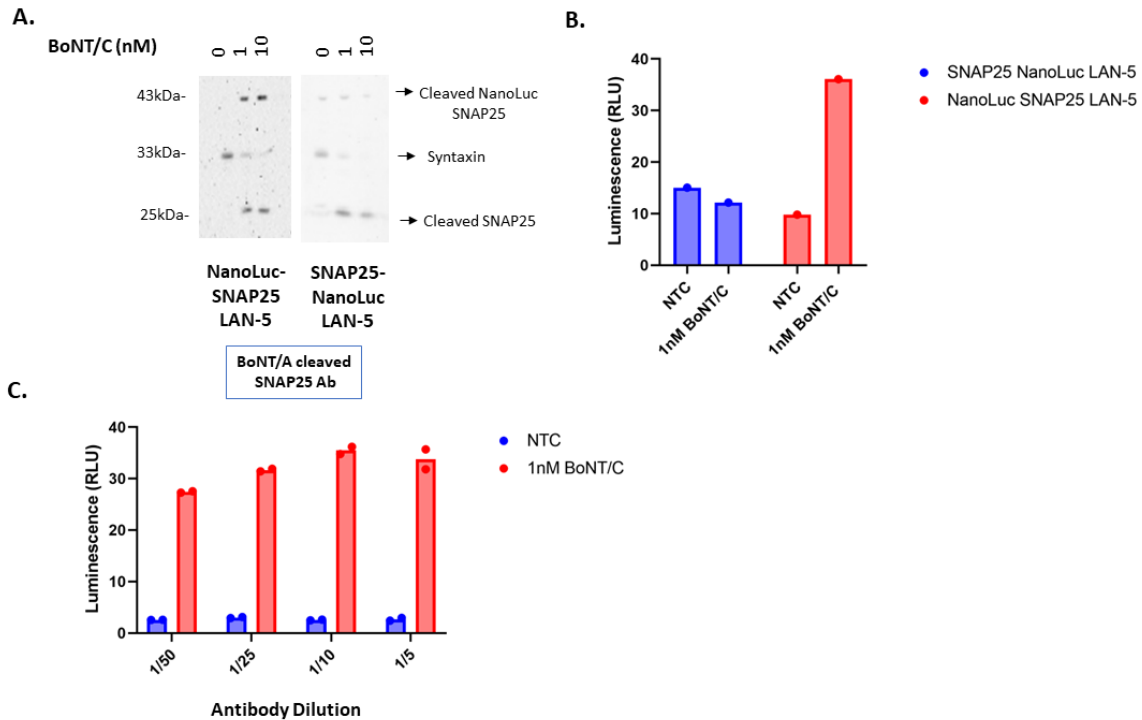 A.
BoNT/C (nM)
0 1 10
0 1 10
43kDa-
33kDa-
25kDa-
Cleaved NanoLuc
SNAP25
Syntaxin
Cleaved SNAP25
NanoLuc-
SNAP25
LAN-5
SNAP25-
NanoLuc
LAN-5
BoNT/A cleaved
SNAP25 Ab
B.
Luminescence (RLU)
40
30
20
10
0
NTC
1nM BoNT/C
NTC
1nM BoNT/C
SNAP25 NanoLuc LAN-5
NanoLuc SNAP25 LAN-5
C.
Luminescence (RLU)
40
30
20
10
0
1/50
1/25
1/10
1/5
Antibody Dilution
NTC
1nM BoNT/C